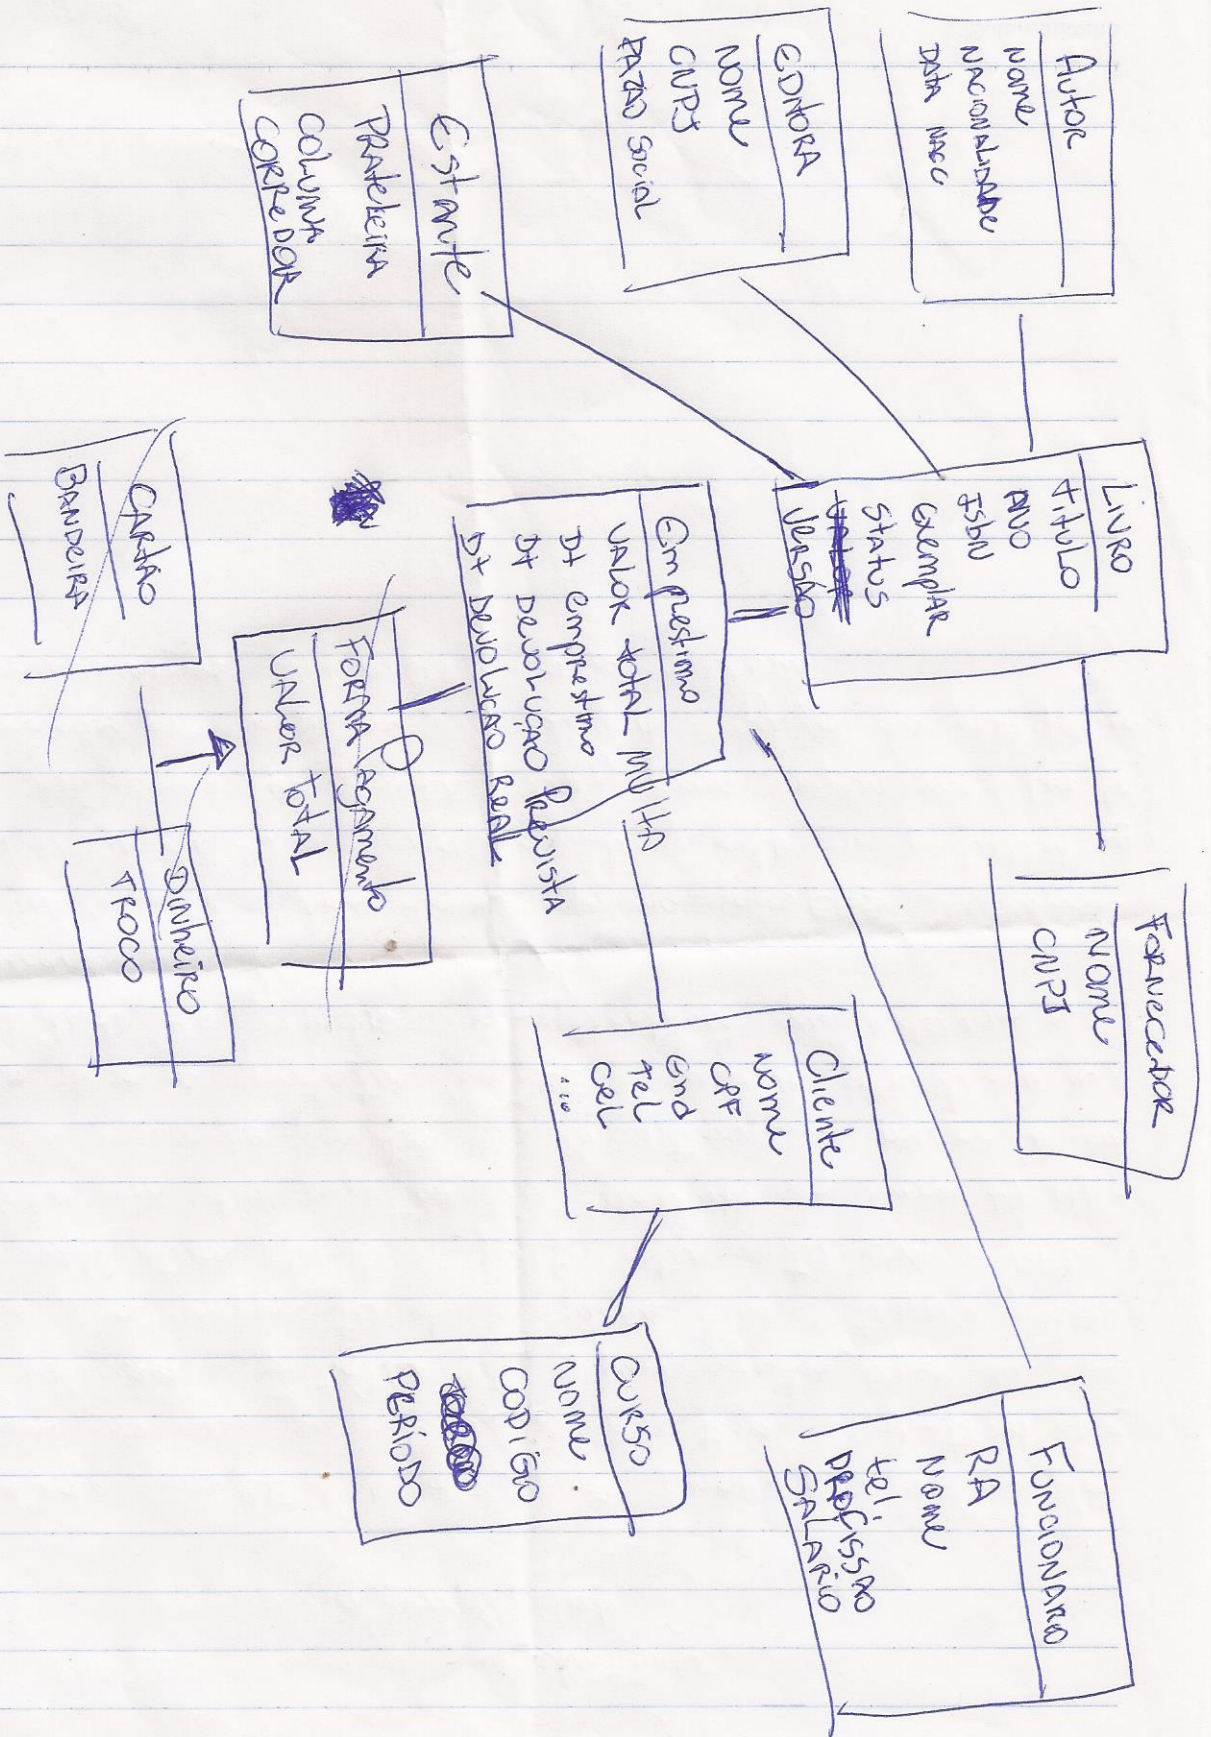 Autor
Nome
NACIONALIDADE
DATA NASC
EDITORA
Nome
CNPJ
RAZÃO Social
Estante
PRAteleIRA
COLUNA
CORREDOR
LIVRO
TITULO
ANO
ISBN
Exemplar
STATUS
VALOR
Versão
Fornecedor
Nome
CNPJ
Emprestimo
VALOR total MULTA
Dt emprestimo
Dt Devolução Prevista
Dt Devolução Real
FORMA Pagamento
VALOR TOTAL
CARTÃO
BANDEIRA
Dinheiro
TROCO
Cliente
Nome
CPF
End
Tel
Cel
...
CURSO
Nome
CODIGO
PERÍODO
FUNCIONARIO
RA
Nome
tel
PROFISSÃO
SALARIO